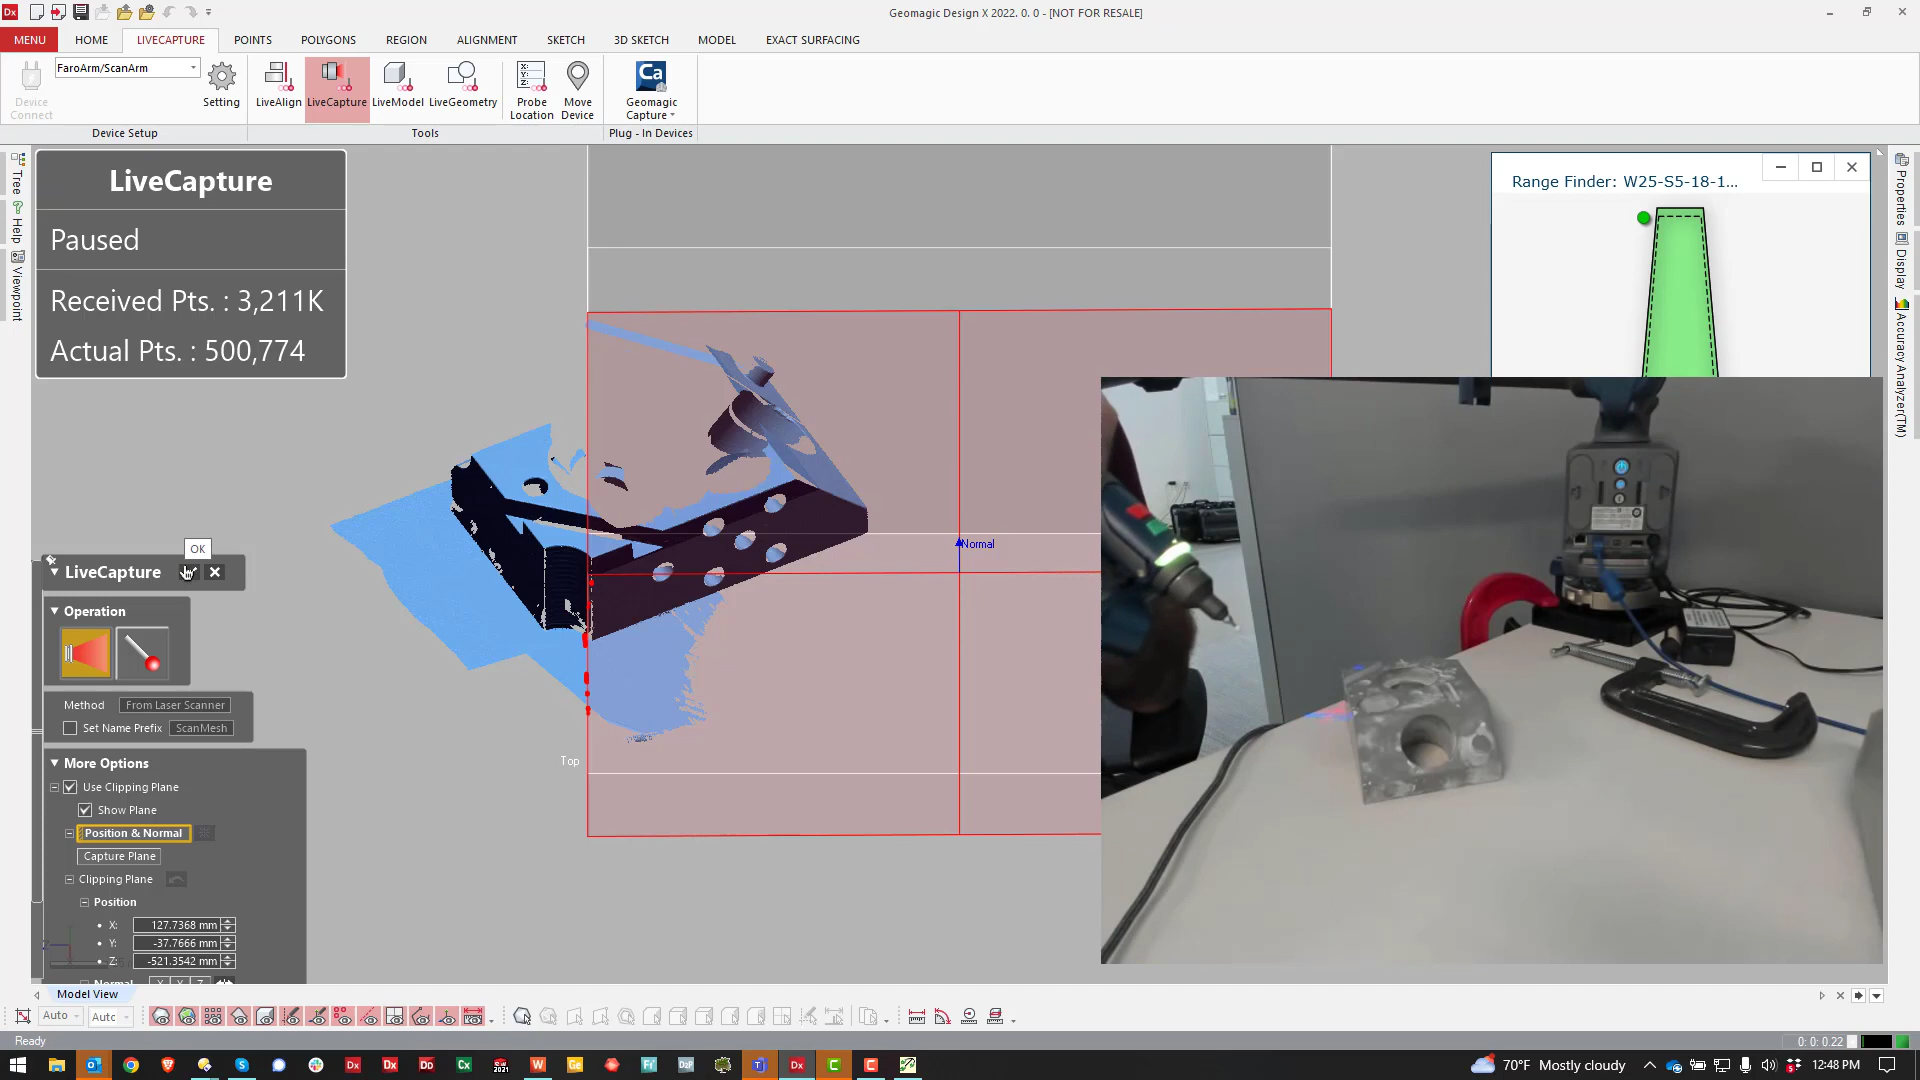 Geomagic Design X 2022. 0. 0 - [NOT FOR RESALE]
MENU HOME LIVECAPTURE POINTS POLYGONS REGION ALIGNMENT SKETCH 3D SKETCH MODEL EXACT SURFACING
FaroArm/ScanArm
Device Connect
Setting
LiveAlign
LiveCapture
LiveModel
LiveGeometry
Probe Location
Move Device
Geomagic Capture
Device Setup
Tools
Plug - In Devices
Tree
Help
Viewpoint
LiveCapture
Paused
Received Pts. : 3,211K
Actual Pts. : 500,774
Range Finder: W25-S5-18-1...
Properties
Display
Accuracy Analyzer(TM)
Normal
Top
OK
LiveCapture
Operation
Method From Laser Scanner
Set Name Prefix ScanMesh
More Options
Use Clipping Plane
Show Plane
Position & Normal
Capture Plane
Clipping Plane
Position
X: 127.7368 mm
Y: -37.7666 mm
Z: -521.3542 mm
Model View
Auto
Auto
Ready
0: 0: 0.22
70°F Mostly cloudy
12:48 PM